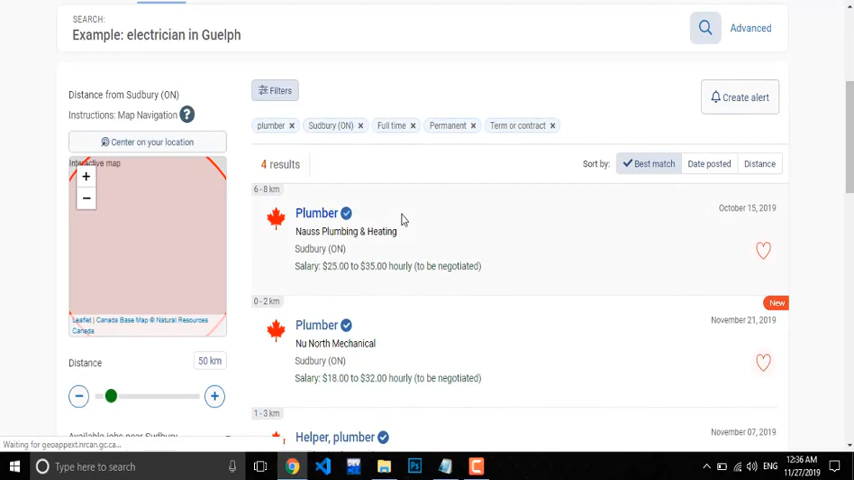 SEARCH:
Example: electrician in Guelph
Advanced
Distance from Sudbury (ON)
Instructions: Map Navigation ?
Center on your location
Interactive map
+
−
Leaflet | Canada Base Map © Natural Resources
Canada
Distance
50 km
−
+
Available jobs near Sudbury
Filters
Create alert
plumber ×
Sudbury (ON) ×
Full time ×
Permanent ×
Term or contract ×
4 results
Sort by:
Best match
Date posted
Distance
6 - 8 km
Plumber
October 15, 2019
Nauss Plumbing & Heating
Sudbury (ON)
Salary: $25.00 to $35.00 hourly (to be negotiated)
0 - 2 km
New
Plumber
November 21, 2019
Nu North Mechanical
Sudbury (ON)
Salary: $18.00 to $32.00 hourly (to be negotiated)
1 - 3 km
Helper, plumber
November 07, 2019
Waiting for geoappext.nrcan.gc.ca...
Type here to search
Ps
ENG
12:36 AM
11/27/2019